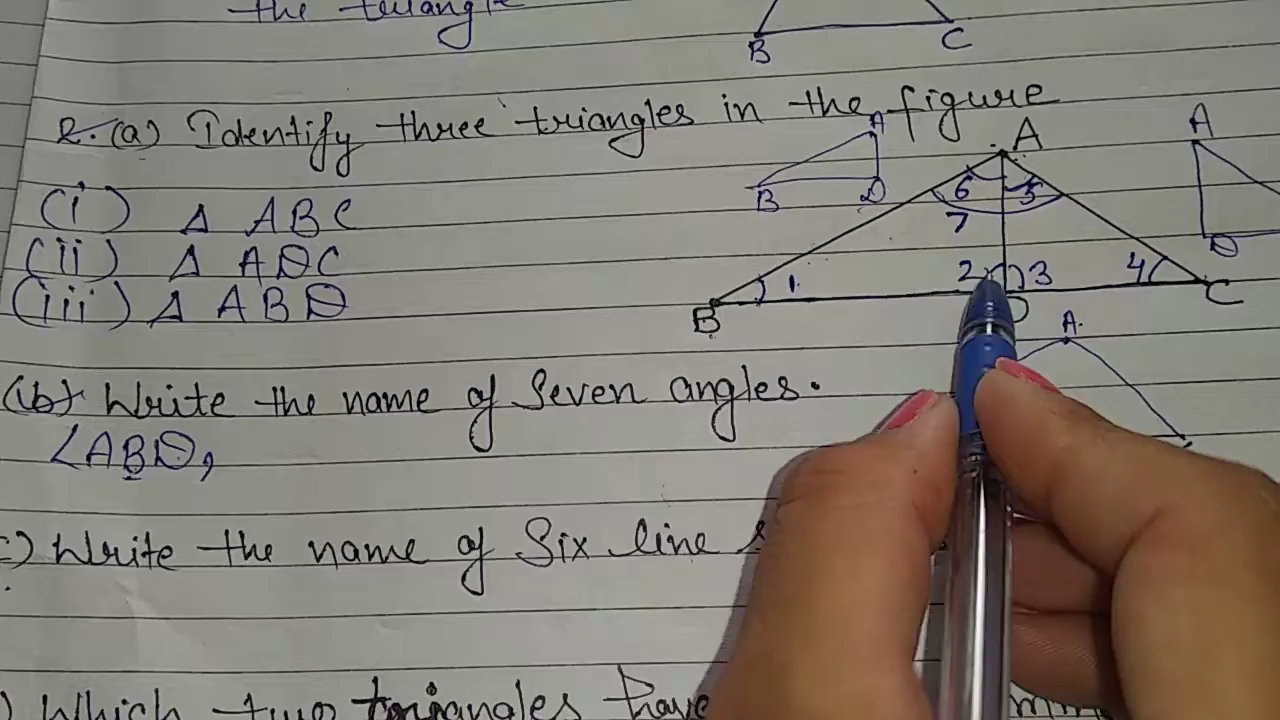 the triangle
B C
2. (a) Identify three triangles in the figure
(i) Δ ABC
(ii) Δ ADC
(iii) Δ ABD
A
B D
A
6 5
7
2 3
1 4
B D C
A
D
A
(b) Write the name of Seven angles.
∠ABD,
c) Write the name of Six line
) Which two triangles have